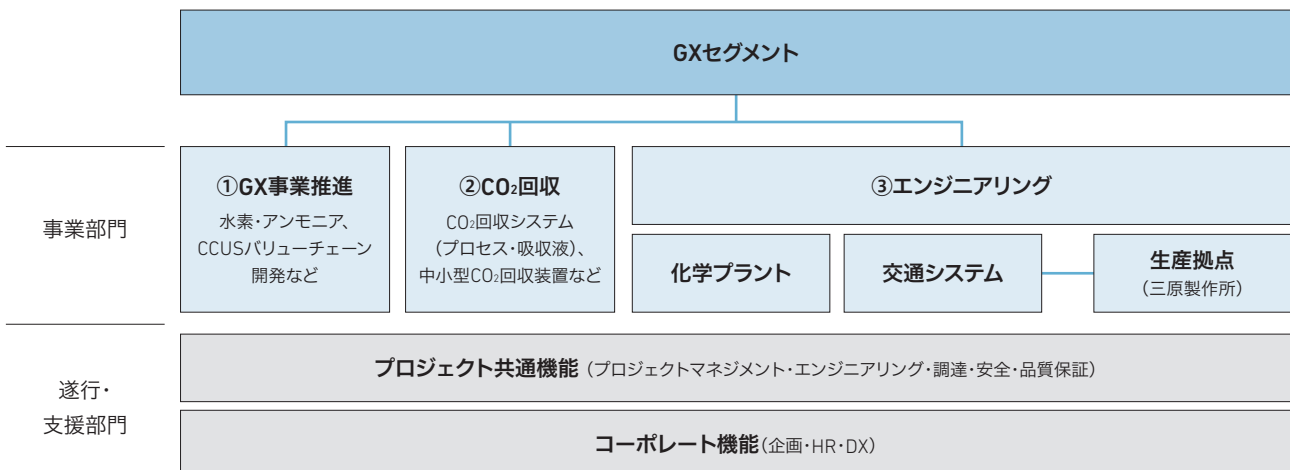 GXセグメント
事業部門
①GX事業推進
水素・アンモニア、
CCUSバリューチェーン
開発など
②CO₂回収
CO₂回収システム
(プロセス・吸収液)、
中小型CO₂回収装置など
③エンジニアリング
化学プラント
交通システム
生産拠点
(三原製作所)
遂行・
支援部門
プロジェクト共通機能(プロジェクトマネジメント・エンジニアリング・調達・安全・品質保証)
コーポレート機能(企画・HR・DX)